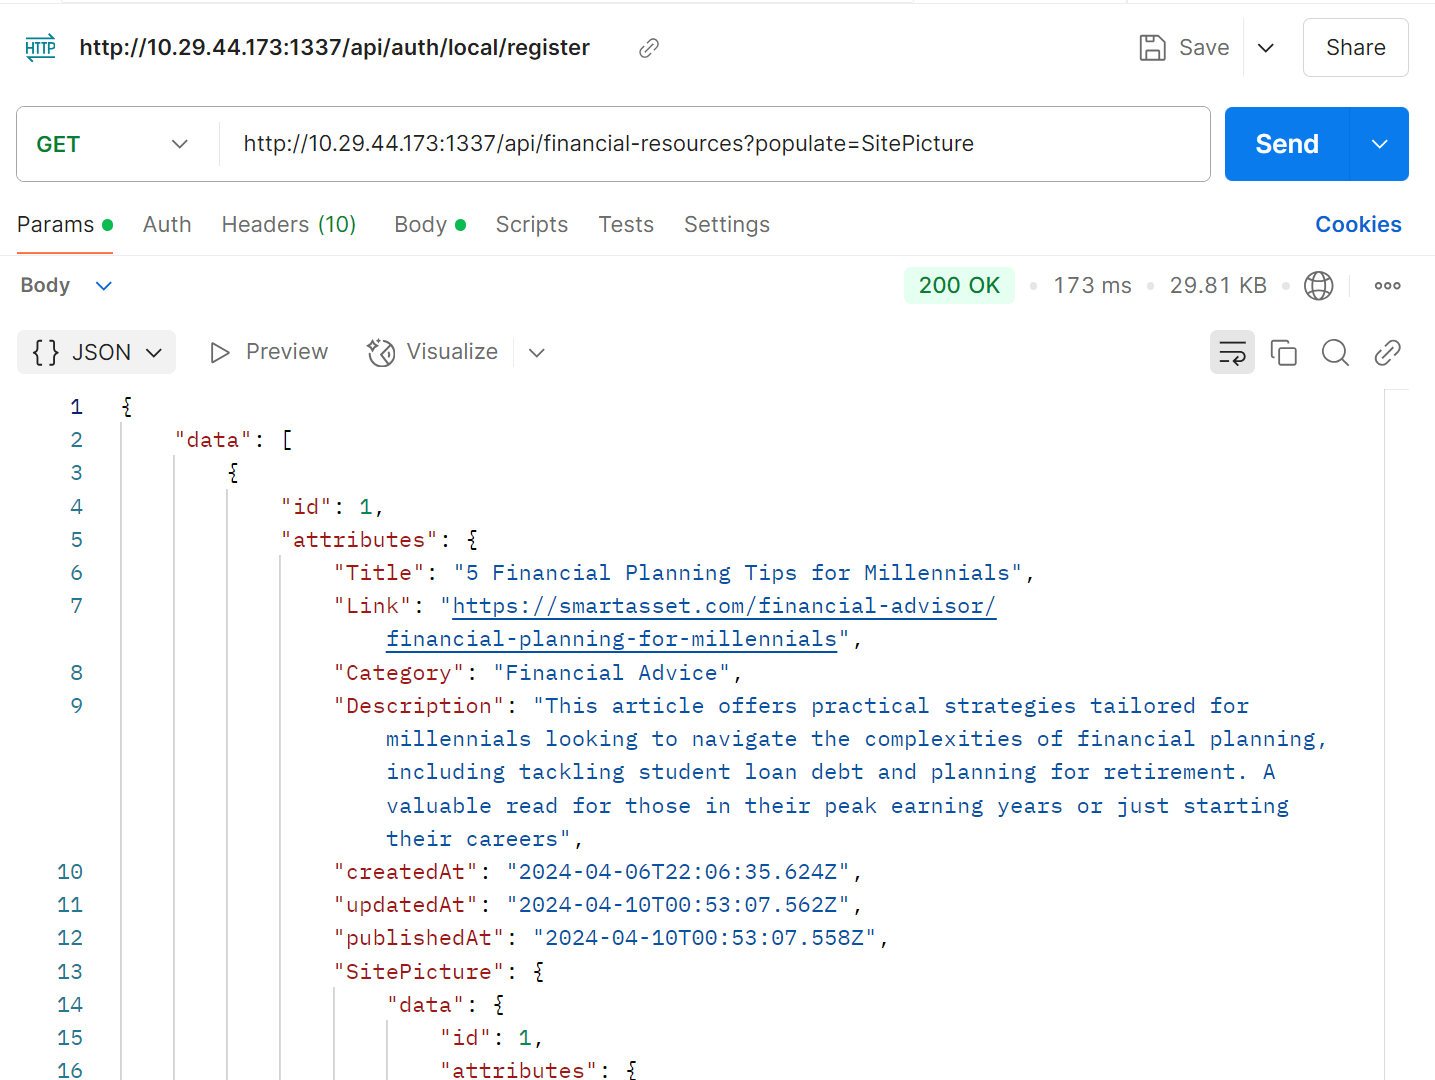 HTTP http://10.29.44.173:1337/api/auth/local/register Save Share
GET http://10.29.44.173:1337/api/financial-resources?populate=SitePicture Send
Params Auth Headers (10) Body Scripts Tests Settings Cookies
Body 200 OK 173 ms 29.81 KB
{} JSON Preview Visualize
1 {
2 "data": [
3 {
4 "id": 1,
5 "attributes": {
6 "Title": "5 Financial Planning Tips for Millennials",
7 "Link": "https://smartasset.com/financial-advisor/
financial-planning-for-millennials",
8 "Category": "Financial Advice",
9 "Description": "This article offers practical strategies tailored for
millennials looking to navigate the complexities of financial planning,
including tackling student loan debt and planning for retirement. A
valuable read for those in their peak earning years or just starting
their careers",
10 "createdAt": "2024-04-06T22:06:35.624Z",
11 "updatedAt": "2024-04-10T00:53:07.562Z",
12 "publishedAt": "2024-04-10T00:53:07.558Z",
13 "SitePicture": {
14 "data": {
15 "id": 1,
16 "attributes": {